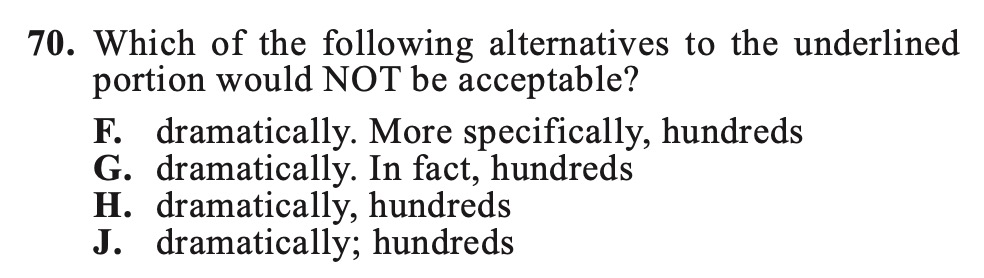 70. Which of the following alternatives to the underlined
portion would NOT be acceptable?
F. dramatically. More specifically, hundreds
G. dramatically. In fact, hundreds
H. dramatically, hundreds
J. dramatically; hundreds